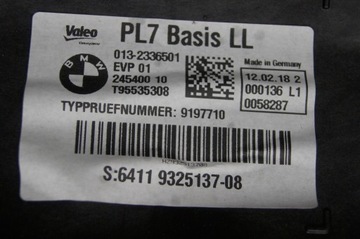 Valeo
PL7 Basis LL
013-2336501
EVP 01
245400 10
T95535308
BMW
Made in Germany
12.02.18 2
000136 L1
0058287
TYPPRUEFNUMMER: 9197710
S:6411 9325137-08